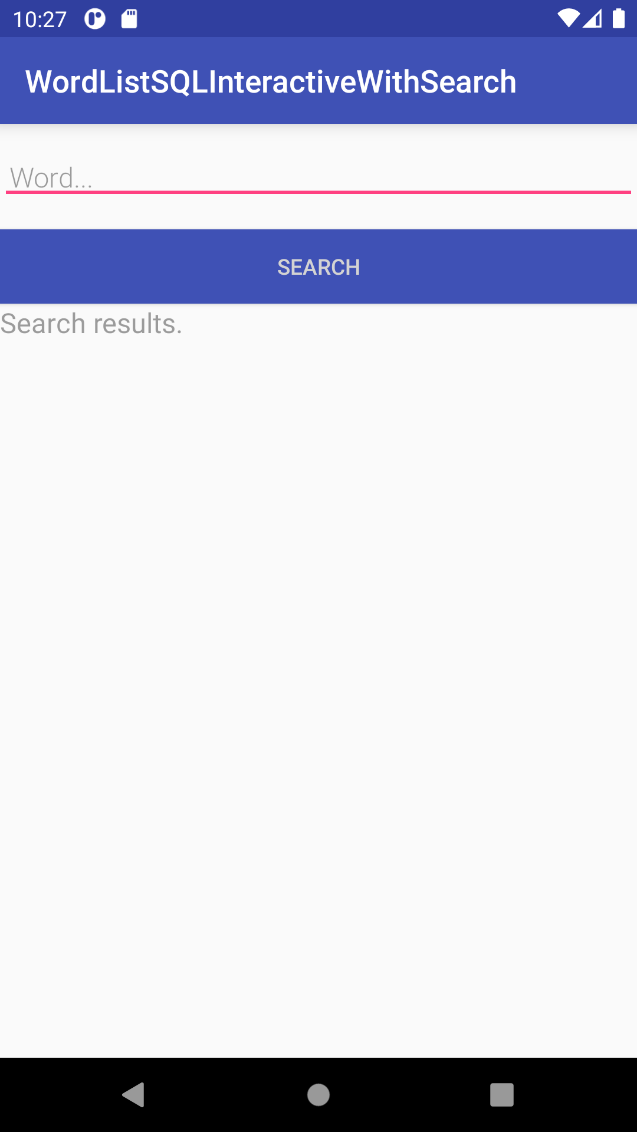 10:27
WordListSQLInteractiveWithSearch
Word...
SEARCH
Search results.